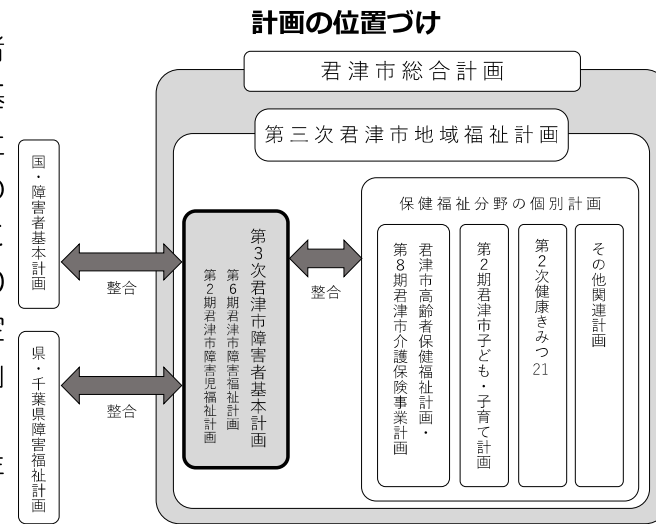 計画の位置づけ
君津市総合計画
第三次君津市地域福祉計画
国・障害者基本計画
整合
県・千葉県障害福祉計画
整合
第3次君津市障害者基本計画
第6期君津市障害福祉計画
第2期君津市障害児福祉計画
整合
保健福祉分野の個別計画
君津市高齢者保健福祉計画・
第8期君津市介護保険事業計画
第2期君津市子ども・子育て計画
第2次健康きみつ21
その他関連計画